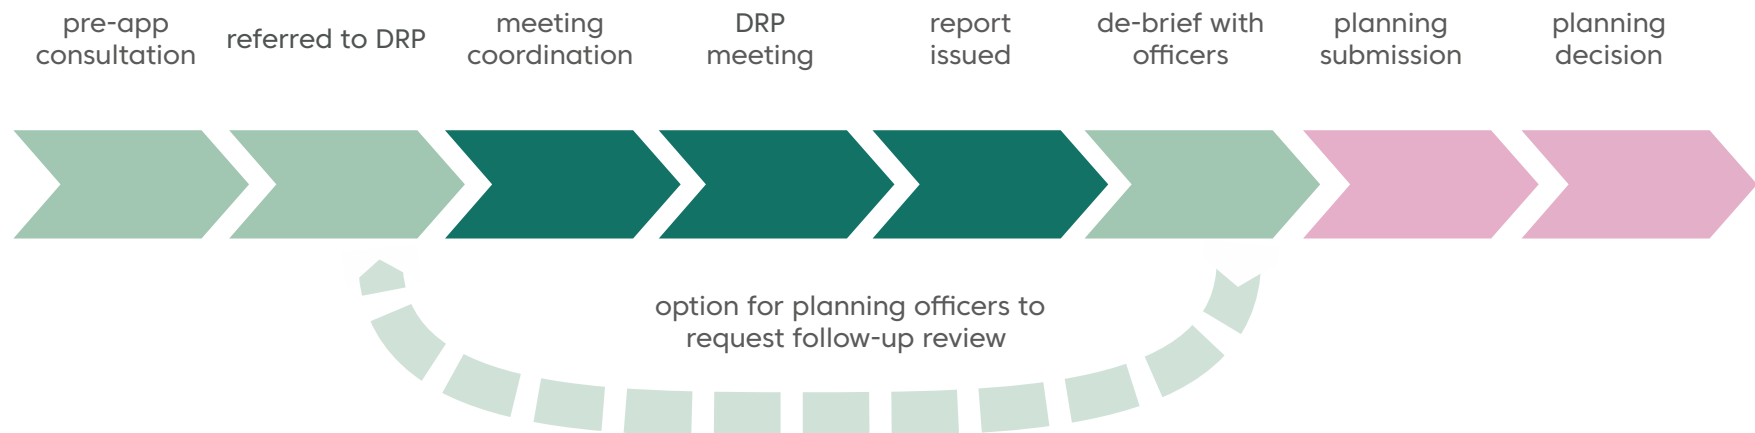 pre-app
consultation
referred to DRP
meeting
coordination
DRP
meeting
report
issued
de-brief with
officers
planning
submission
planning
decision
option for planning officers to
request follow-up review